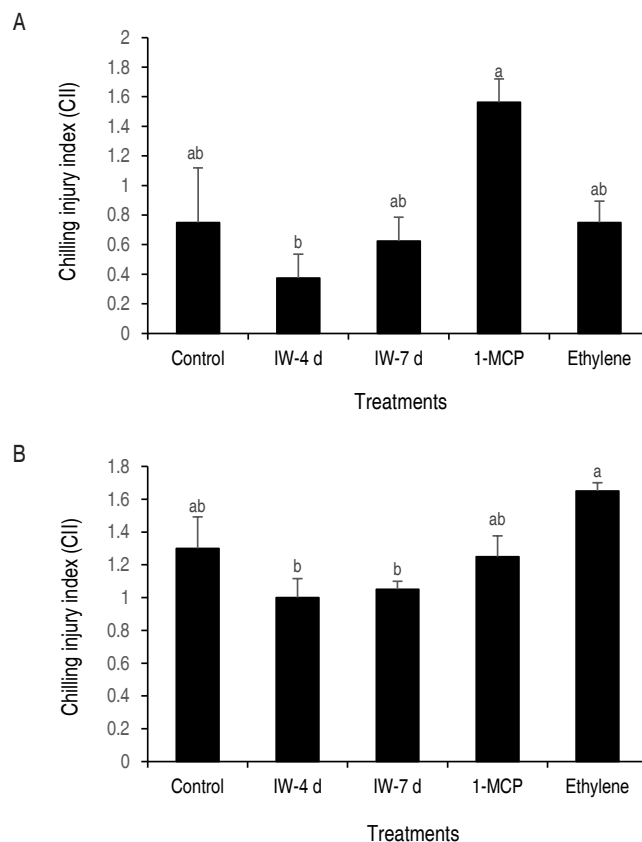 A
Chilling injury index (CII)
2
1.8
1.6
1.4
1.2
1
0.8
0.6
0.4
0.2
0
ab
b
ab
a
ab
Control IW-4 d IW-7 d 1-MCP Ethylene
Treatments
B
Chilling injury index (CII)
1.8
1.6
1.4
1.2
1
0.8
0.6
0.4
0.2
0
ab
b
b
ab
a
Control IW-4 d IW-7 d 1-MCP Ethylene
Treatments